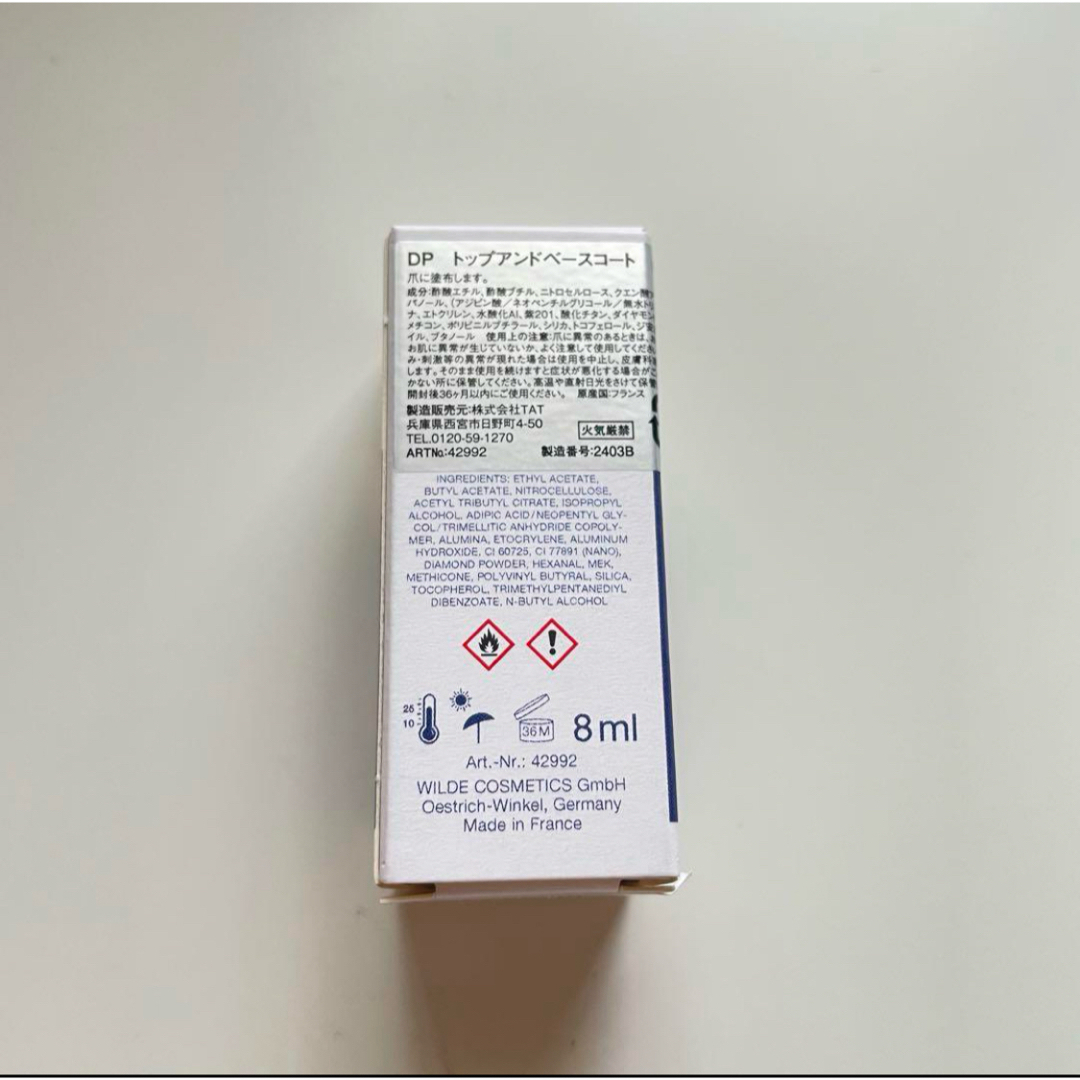 DP トップアンドベースコート
爪に塗布します。
成分:酢酸エチル、酢酸ブチル、ニトロセルロース、クエン酸
パノール、(アジピン酸/ネオペンチルグリコール/無水トリ
ナ、エトクリレン、水酸化Al、紫201、酸化チタン、ダイヤモン
メチコン、ポリビニルブチラール、シリカ、トコフェロール、ジ安
イル、ブタノール 使用上の注意:爪に異常のあるときは、
お肌に異常が生じていないか、よく注意して使用してくださ
み・刺激等の異常が現れた場合は使用を中止し、皮膚科
します。そのまま使用を続けますと症状が悪化する場合が
かない所に保管してください。高温や直射日光をさけて保管
開封後36ヶ月以内にご使用ください。 原産国:フランス
製造販売元:株式会社TAT
兵庫県西宮市日野町4-50
TEL.0120-59-1270
火気厳禁
ARTNo:42992 製造番号:2403B
INGREDIENTS: ETHYL ACETATE,
BUTYL ACETATE, NITROCELLULOSE,
ACETYL TRIBUTYL CITRATE, ISOPROPYL
ALCOHOL, ADIPIC ACID/NEOPENTYL GLY-
COL/TRIMELLITIC ANHYDRIDE COPOLY-
MER, ALUMINA, ETOCRYLENE, ALUMINUM
HYDROXIDE, CI 60725, CI 77891 (NANO),
DIAMOND POWDER, HEXANAL, MEK,
METHICONE, POLYVINYL BUTYRAL, SILICA,
TOCOPHEROL, TRIMETHYLPENTANEDIYL
DIBENZOATE, N-BUTYL ALCOHOL
25
10
36M
8ml
Art.-Nr.: 42992
WILDE COSMETICS GmbH
Oestrich-Winkel, Germany
Made in France